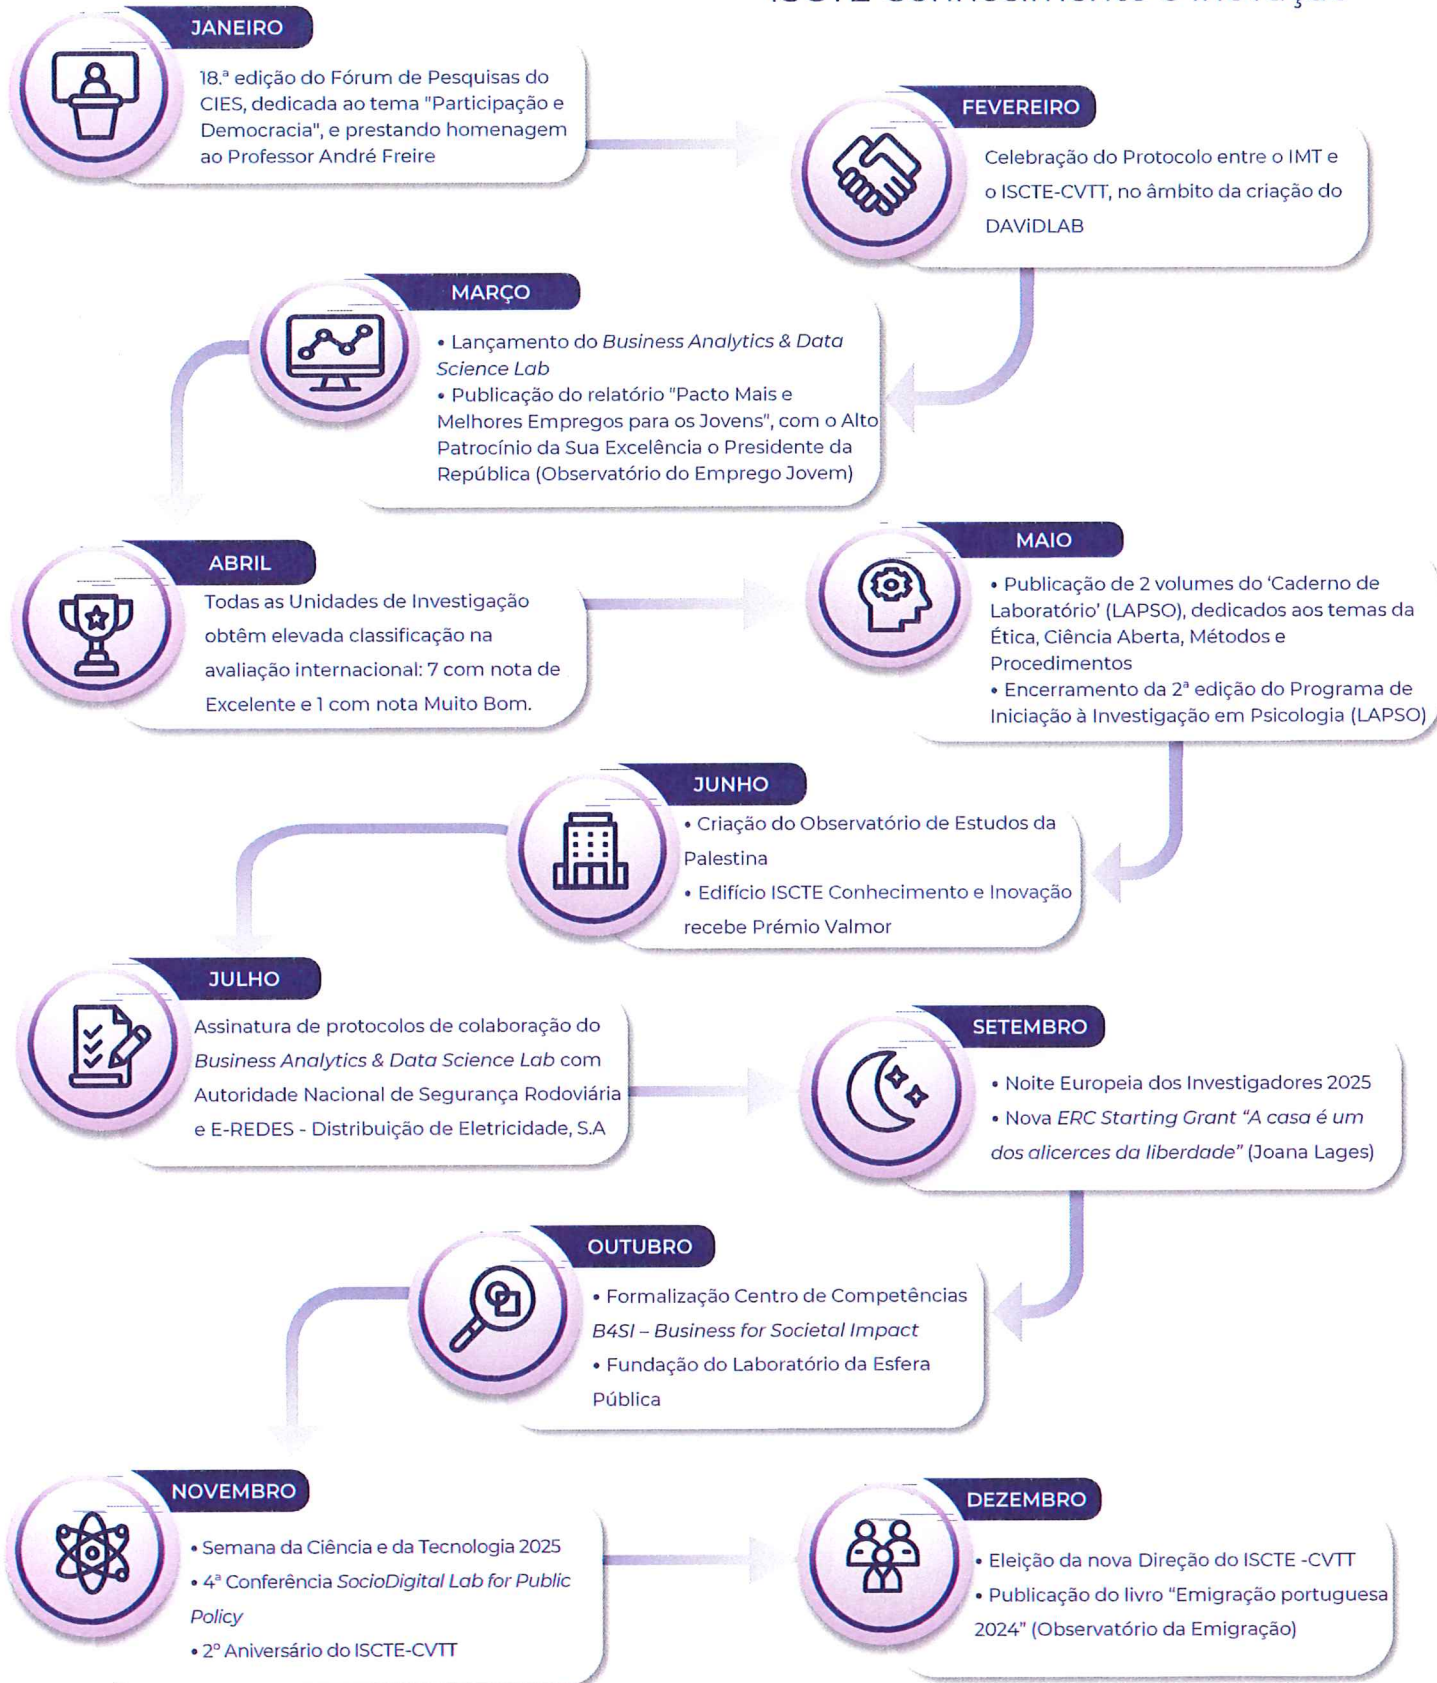 JANEIRO
18.ª edição do Fórum de Pesquisas do
CIES, dedicada ao tema "Participação e
Democracia", e prestando homenagem
ao Professor André Freire
FEVEREIRO
Celebração do Protocolo entre o IMT e
o ISCTE-CVTT, no âmbito da criação do
DAViDLAB
MARÇO
• Lançamento do Business Analytics & Data
Science Lab
• Publicação do relatório "Pacto Mais e
Melhores Empregos para os Jovens", com o Alto
Patrocínio da Sua Excelência o Presidente da
República (Observatório do Emprego Jovem)
ABRIL
Todas as Unidades de Investigação
obtêm elevada classificação na
avaliação internacional: 7 com nota de
Excelente e 1 com nota Muito Bom.
MAIO
• Publicação de 2 volumes do ‘Caderno de
Laboratório’ (LAPSO), dedicados aos temas da
Ética, Ciência Aberta, Métodos e
Procedimentos
• Encerramento da 2ª edição do Programa de
Iniciação à Investigação em Psicologia (LAPSO)
JUNHO
• Criação do Observatório de Estudos da
Palestina
• Edifício ISCTE Conhecimento e Inovação
recebe Prémio Valmor
JULHO
Assinatura de protocolos de colaboração do
Business Analytics & Data Science Lab com
Autoridade Nacional de Segurança Rodoviária
e E-REDES - Distribuição de Eletricidade, S.A
SETEMBRO
• Noite Europeia dos Investigadores 2025
• Nova ERC Starting Grant “A casa é um
dos alicerces da liberdade” (Joana Lages)
OUTUBRO
• Formalização Centro de Competências
B4SI – Business for Societal Impact
• Fundação do Laboratório da Esfera
Pública
NOVEMBRO
• Semana da Ciência e da Tecnologia 2025
• 4ª Conferência SocioDigital Lab for Public
Policy
• 2º Aniversário do ISCTE-CVTT
DEZEMBRO
• Eleição da nova Direção do ISCTE -CVTT
• Publicação do livro “Emigração portuguesa
2024” (Observatório da Emigração)